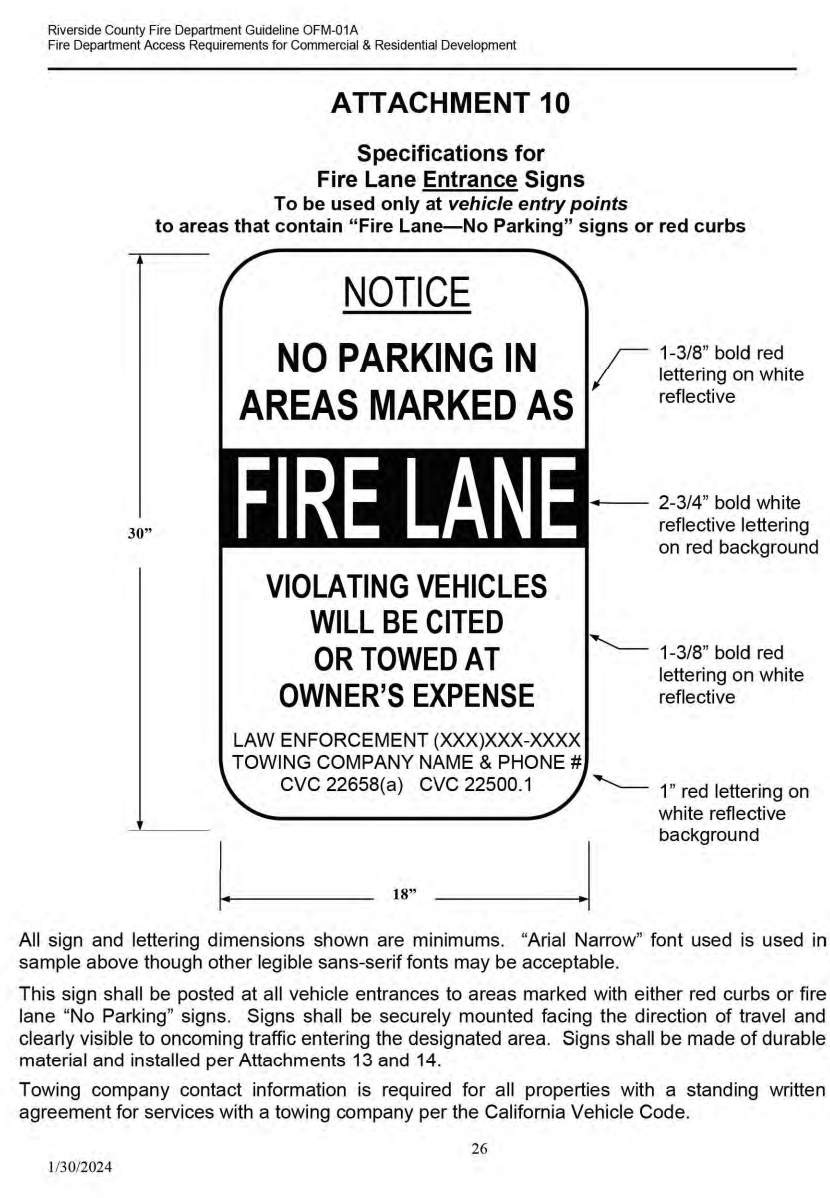 Riverside County Fire Department Guideline OFM-01A
Fire Department Access Requirements for Commercial & Residential Development
ATTACHMENT 10
Specifications for
Fire Lane Entrance Signs
To be used only at vehicle entry points
to areas that contain “Fire Lane—No Parking” signs or red curbs
NOTICE
NO PARKING IN
AREAS MARKED AS
FIRE LANE
VIOLATING VEHICLES
WILL BE CITED
OR TOWED AT
OWNER’S EXPENSE
LAW ENFORCEMENT (XXX)XXX-XXXX
TOWING COMPANY NAME & PHONE #
CVC 22658(a) CVC 22500.1
30”
18”
1-3/8” bold red
lettering on white
reflective
2-3/4” bold white
reflective lettering
on red background
1-3/8” bold red
lettering on white
reflective
1” red lettering on
white reflective
background
All sign and lettering dimensions shown are minimums. “Arial Narrow” font used is used in
sample above though other legible sans-serif fonts may be acceptable.
This sign shall be posted at all vehicle entrances to areas marked with either red curbs or fire
lane “No Parking” signs. Signs shall be securely mounted facing the direction of travel and
clearly visible to oncoming traffic entering the designated area. Signs shall be made of durable
material and installed per Attachments 13 and 14.
Towing company contact information is required for all properties with a standing written
agreement for services with a towing company per the California Vehicle Code.
26
1/30/2024